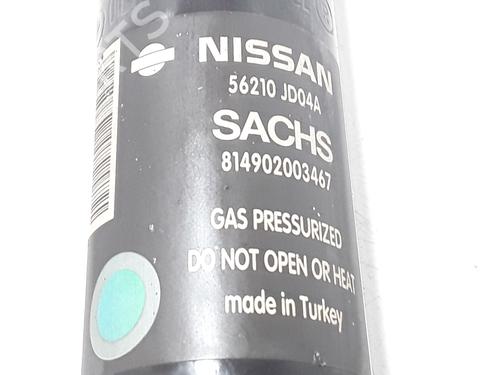 NISSAN
56210 JD04A
SACHS
814902003467
GAS PRESSURIZED
DO NOT OPEN OR HEAT
made in Turkey